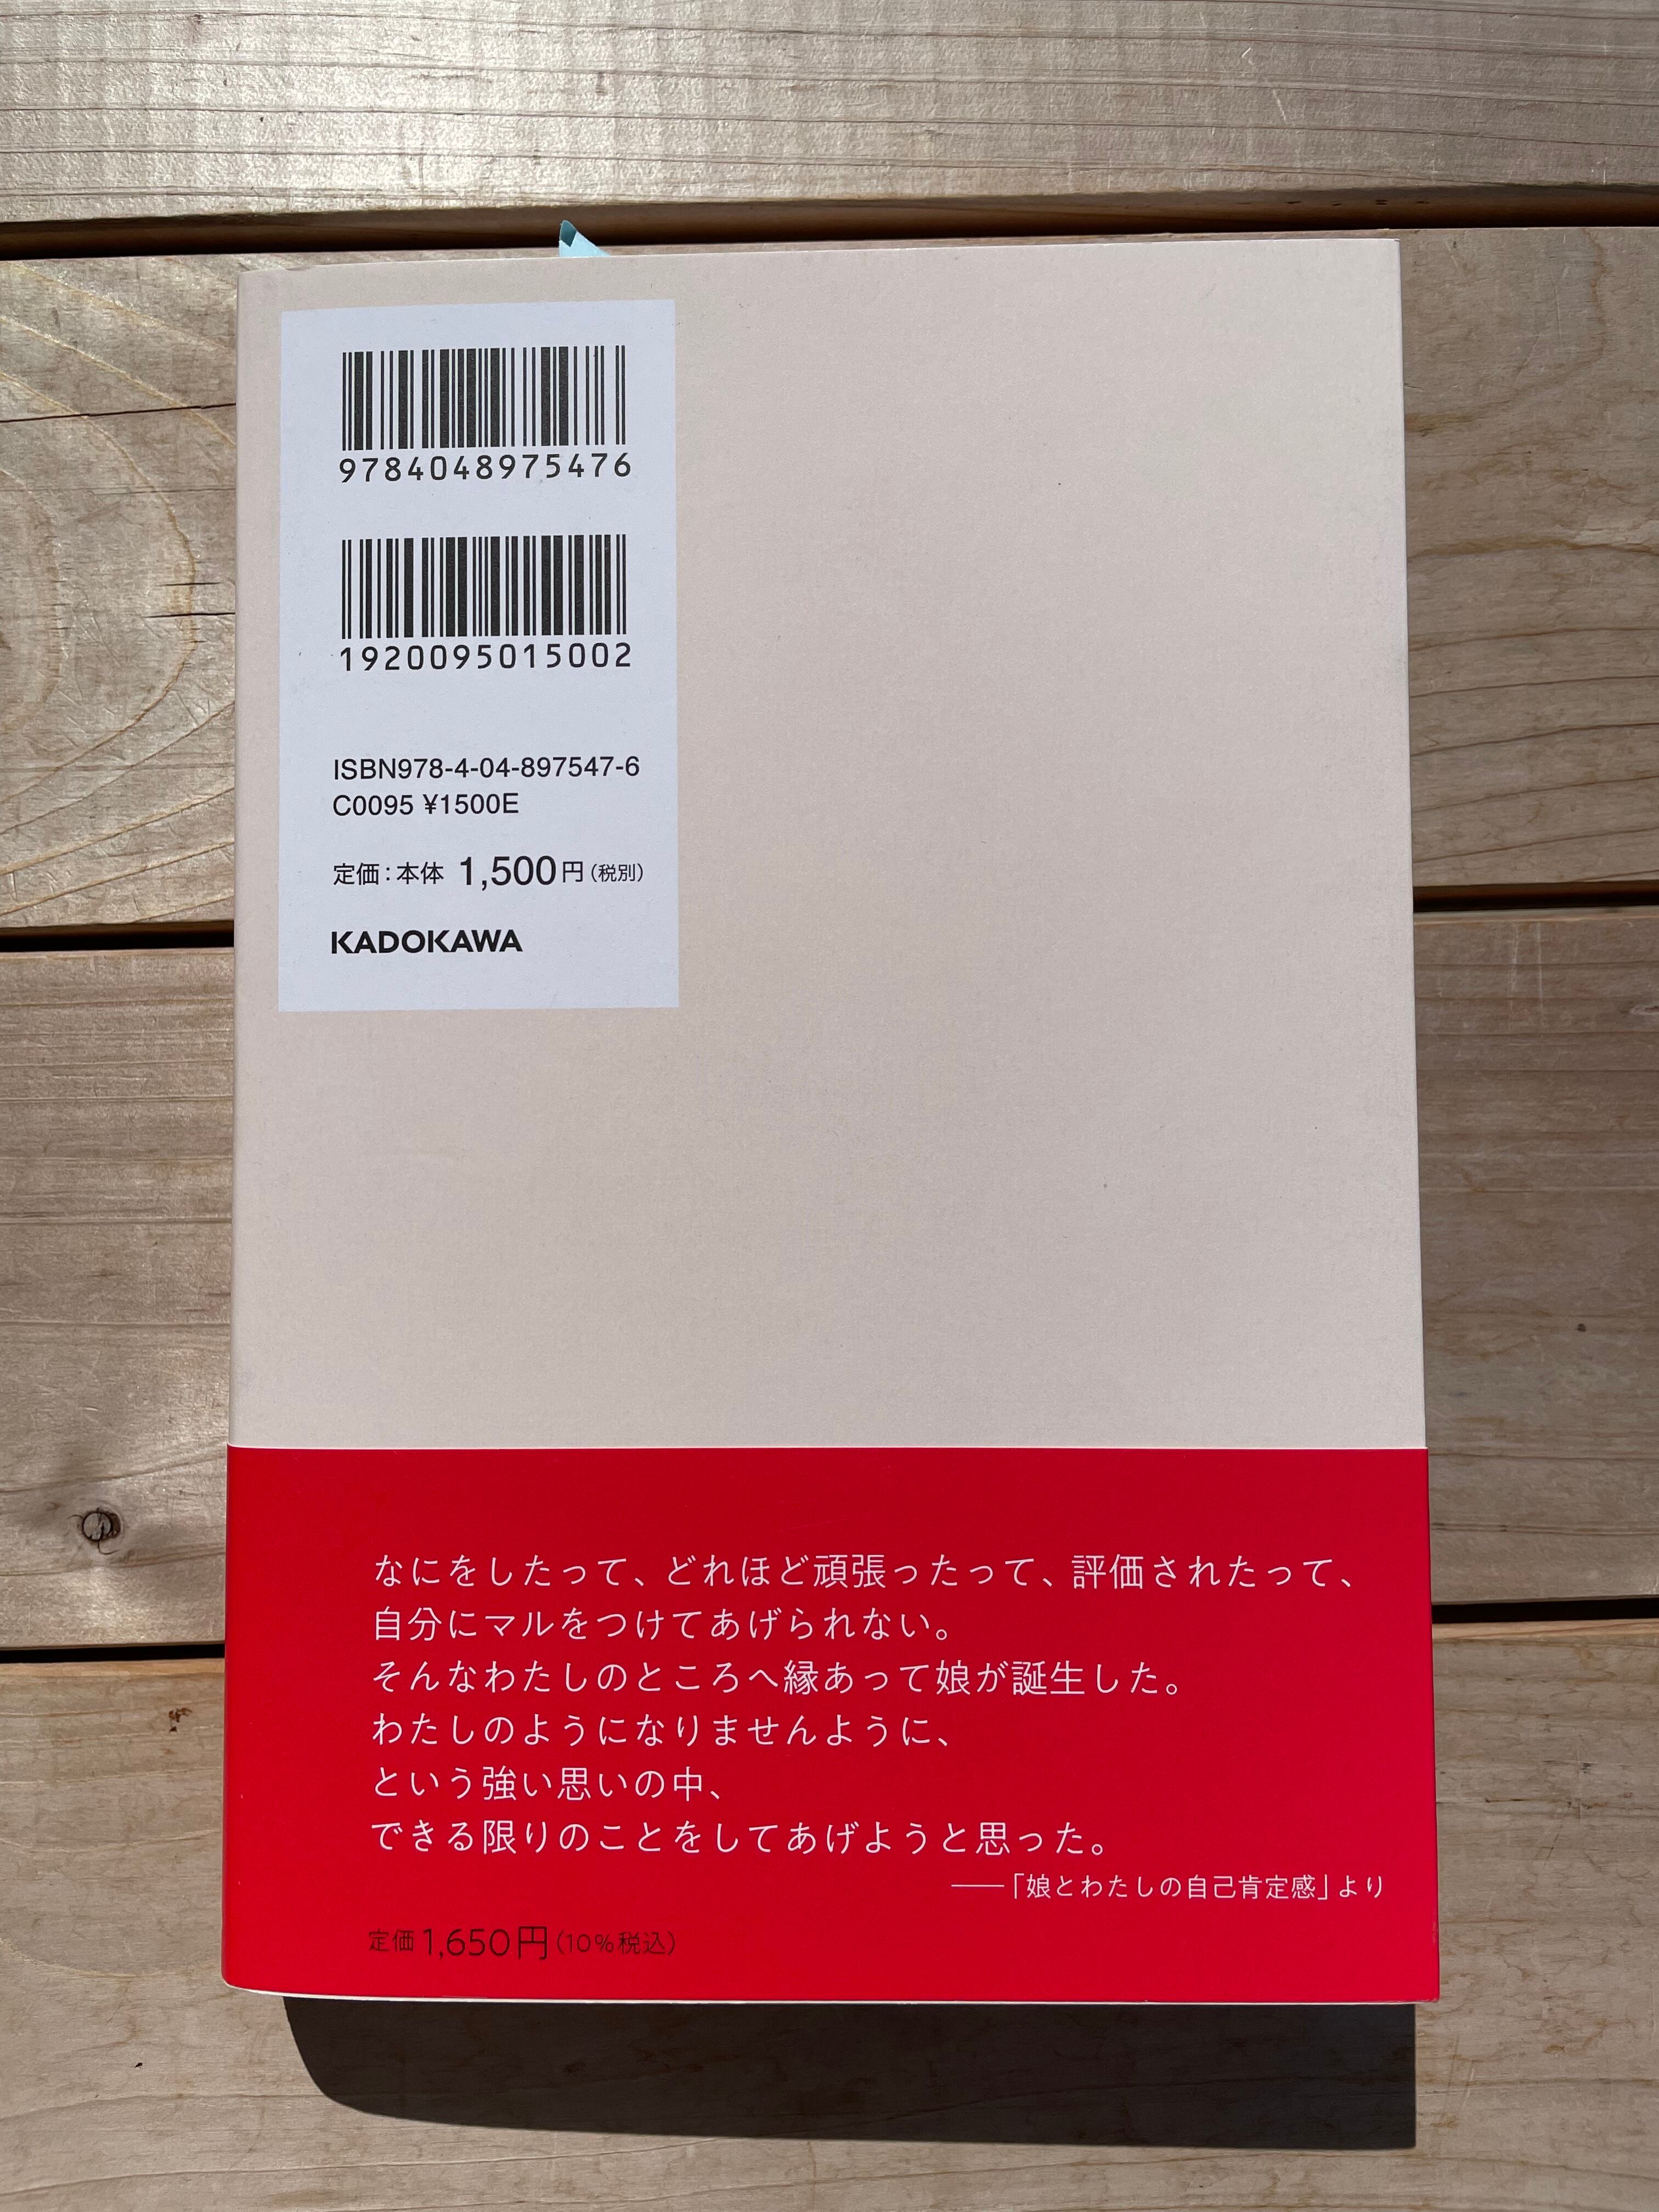 9784048975476
1920095015002
ISBN978-4-04-897547-6
C0095 ¥1500E
定価:本体 1,500円(税別)
KADOKAWA
なにをしたって、どれほど頑張ったって、評価されたって、
自分にマルをつけてあげられない。
そんなわたしのところへ縁あって娘が誕生した。
わたしのようになりませんように、
という強い思いの中、
できる限りのことをしてあげようと思った。
――「娘とわたしの自己肯定感」より
定価1,650円(10%税込)